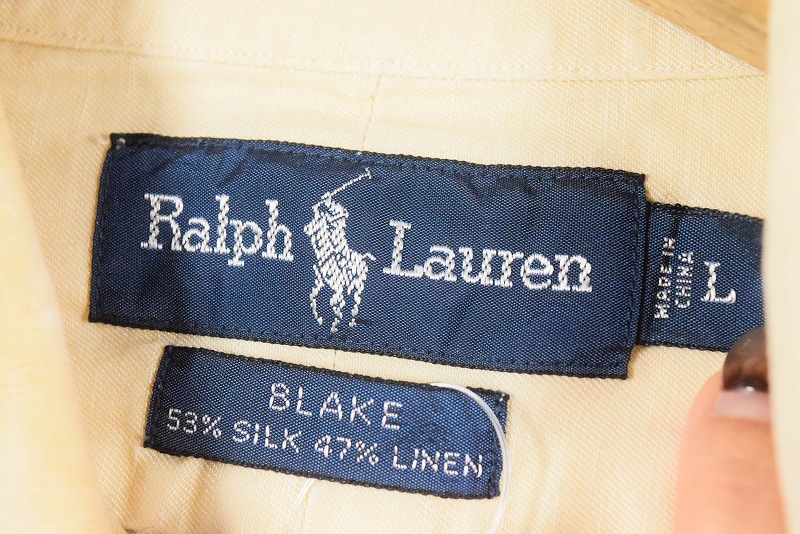 Ralph Lauren
MADE IN
CHINA
L
BLAKE
53% SILK 47% LINEN